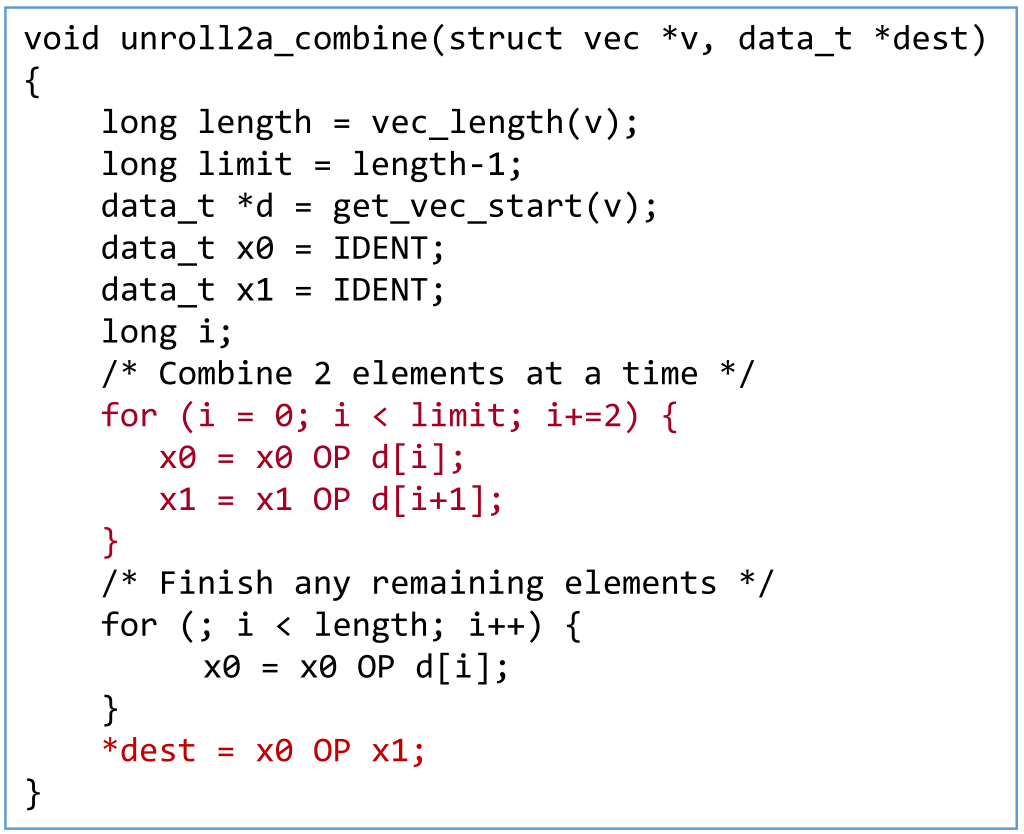 void unroll2a_combine(struct vec *v, data_t *dest)
{
    long length = vec_length(v);
    long limit = length-1;
    data_t *d = get_vec_start(v);
    data_t x0 = IDENT;
    data_t x1 = IDENT;
    long i;
    /* Combine 2 elements at a time */
    for (i = 0; i < limit; i+=2) {
       x0 = x0 OP d[i];
       x1 = x1 OP d[i+1];
    }
    /* Finish any remaining elements */
    for (; i < length; i++) {
         x0 = x0 OP d[i];
    }
    *dest = x0 OP x1;
}